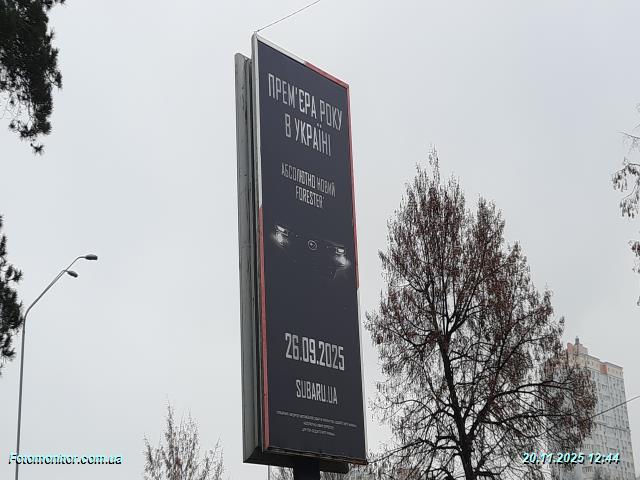 ПРЕМ'ЄРА РОКУ
В УКРАЇНІ
АБСОЛЮТНО НОВИЙ
FORESTER
26.09.2025
SUBARU.UA
Fotomonitor.com.ua
20.11.2025 12:44